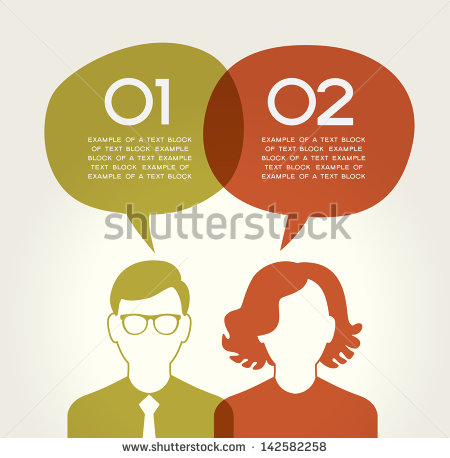 01
EXAMPLE OF A TEXT BLOCK
OF TEXT BLOCK  EXAMPLE
BLOCK OF A TEXT EXAMPLE
TEXT BLOCK  EXAMPLE OF
EXAMPLE OF A TEXT BLOCK
02
EXAMPLE OF A TEXT BLOCK
OF TEXT BLOCK  EXAMPLE
BLOCK OF A TEXT EXAMPLE
TEXT BLOCK  EXAMPLE OF
EXAMPLE OF A TEXT BLOCK
shutterstock
www.shutterstock.com · 142582258